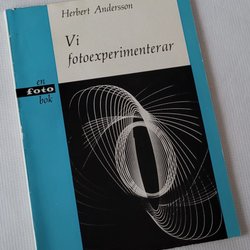 Herbert Andersson
Vi
fotoexperimenterar
en
foto
bok